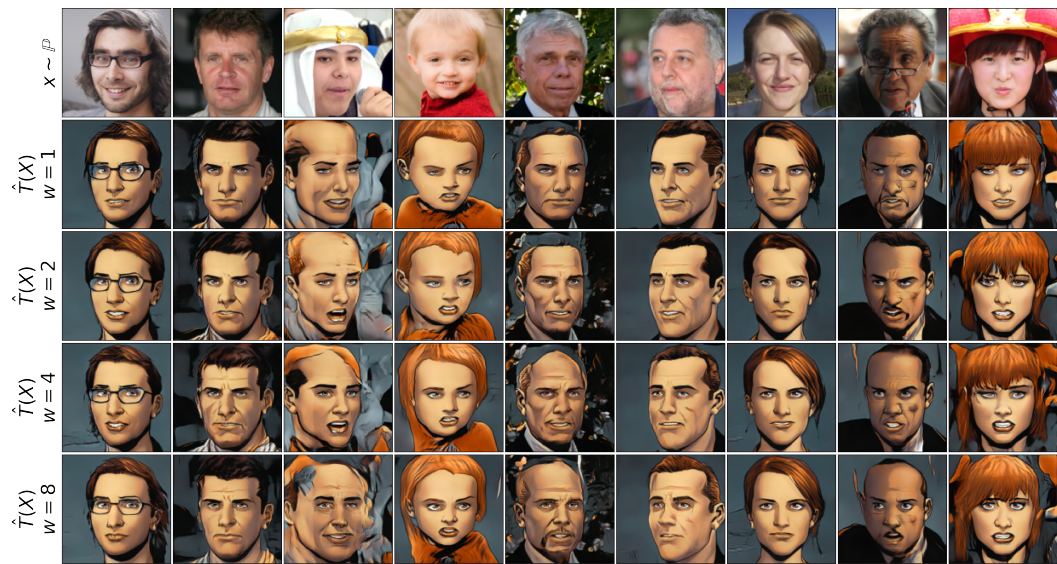 x ~ ℙ
T̂(X)
w = 1
T̂(X)
w = 2
T̂(X)
w = 4
T̂(X)
w = 8